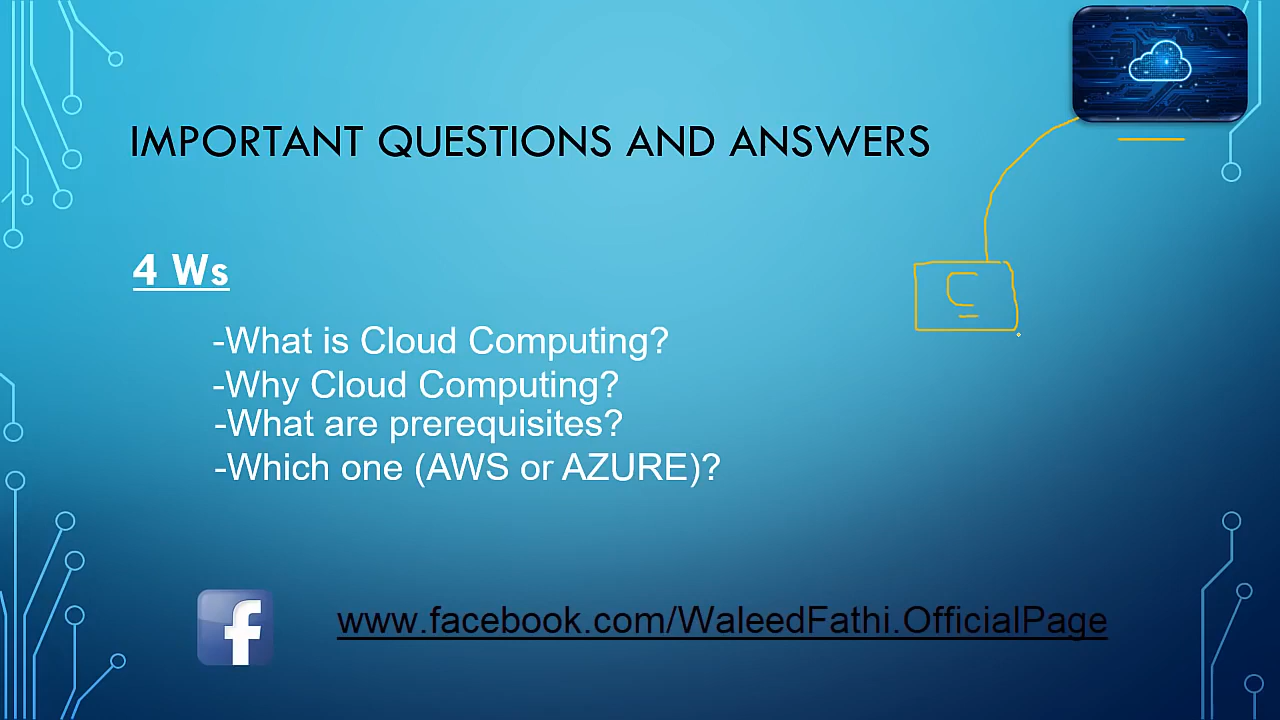 IMPORTANT QUESTIONS AND ANSWERS
4 Ws
-What is Cloud Computing?
-Why Cloud Computing?
-What are prerequisites?
-Which one (AWS or AZURE)?
C
f
www.facebook.com/WaleedFathi.OfficialPage